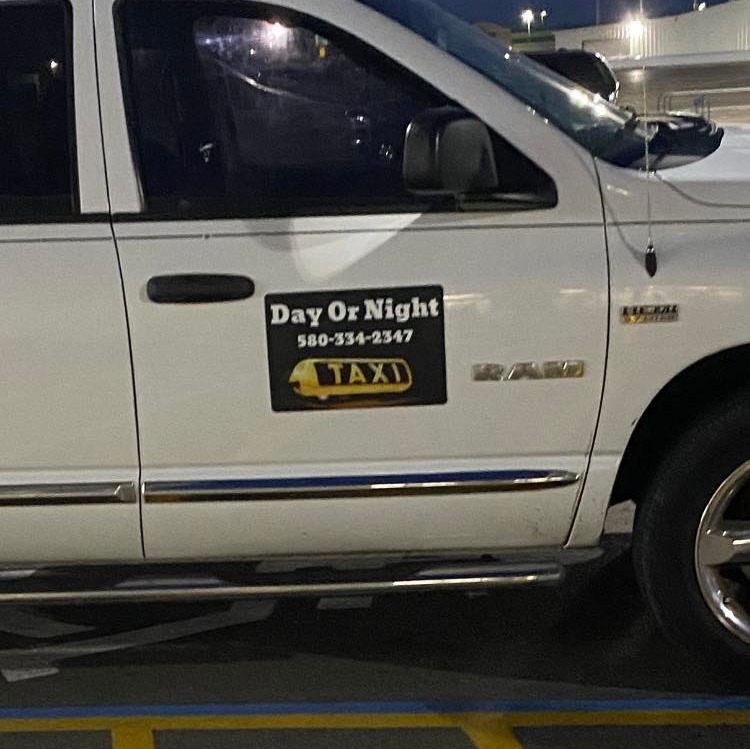 Day Or Night
580-334-2347
TAXI
RAM